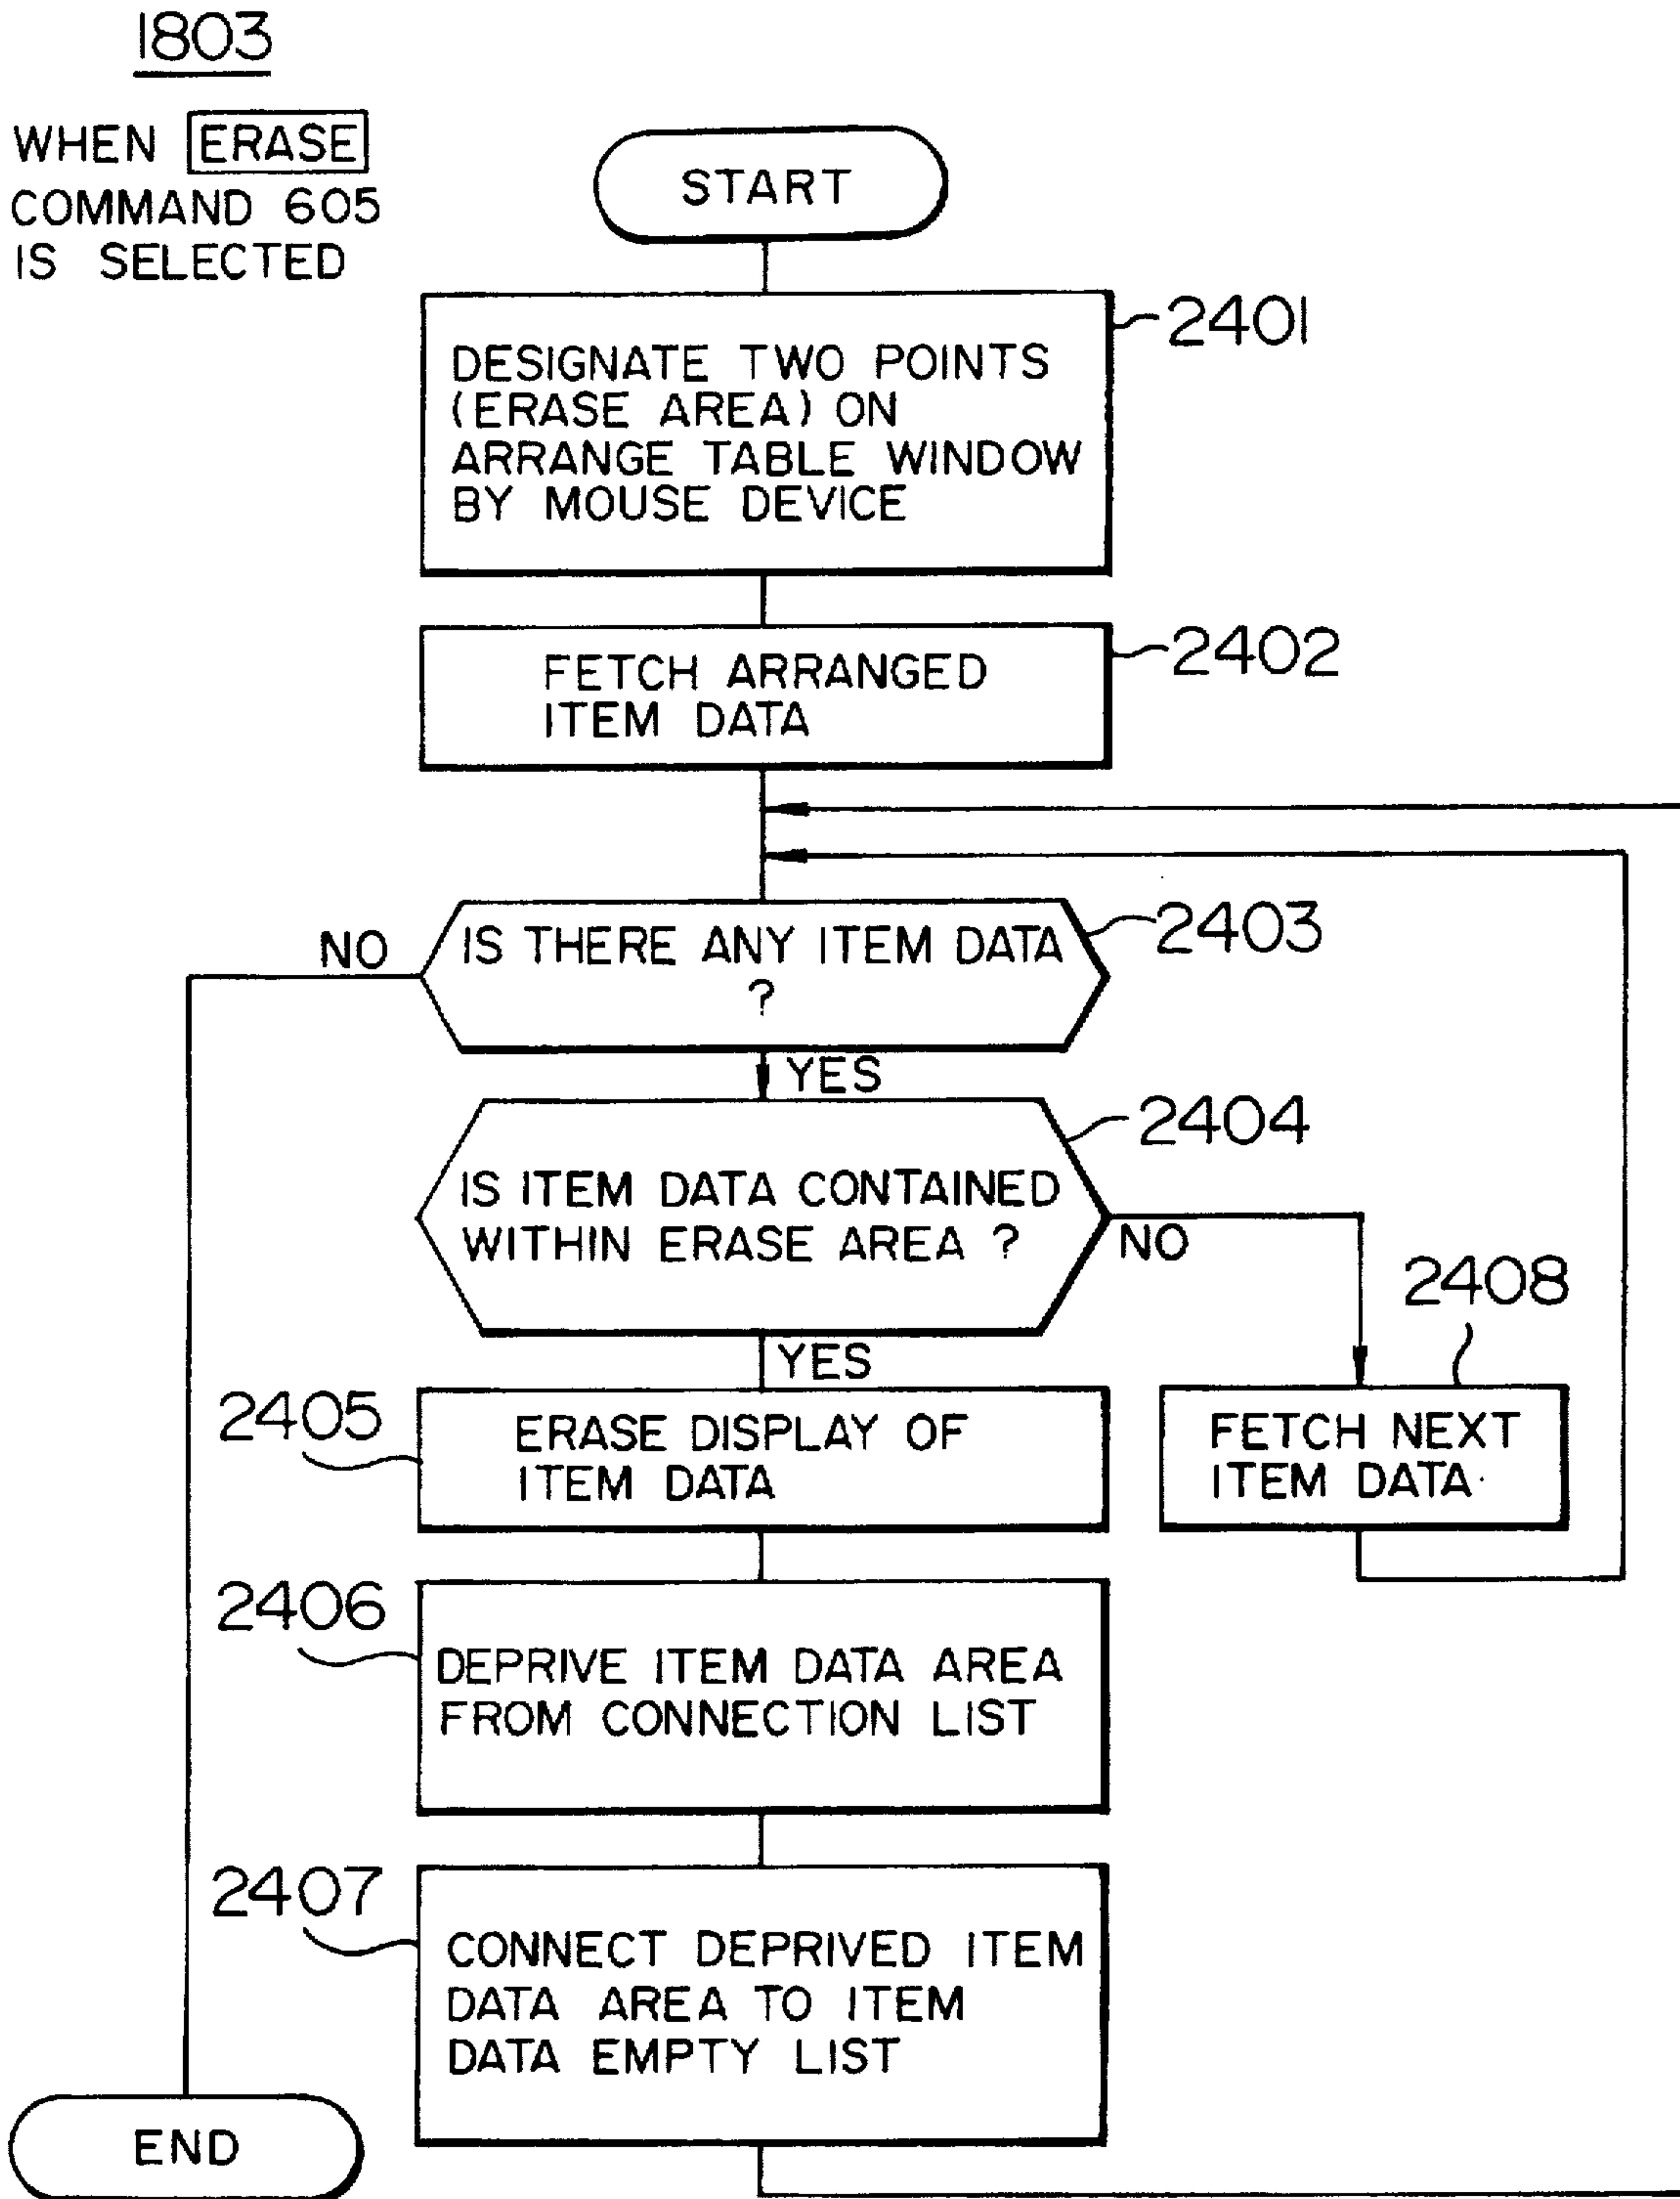 1803
WHEN ERASE
COMMAND 605
IS SELECTED
START
2401
DESIGNATE TWO POINTS
(ERASE AREA) ON
ARRANGE TABLE WINDOW
BY MOUSE DEVICE
2402
FETCH ARRANGED
ITEM DATA
2403
NO
IS THERE ANY ITEM DATA
?
YES
2404
IS ITEM DATA CONTAINED
WITHIN ERASE AREA ?
NO
2408
YES
2405
ERASE DISPLAY OF
ITEM DATA
FETCH NEXT
ITEM DATA
2406
DEPRIVE ITEM DATA AREA
FROM CONNECTION LIST
2407
CONNECT DEPRIVED ITEM
DATA AREA TO ITEM
DATA EMPTY LIST
END